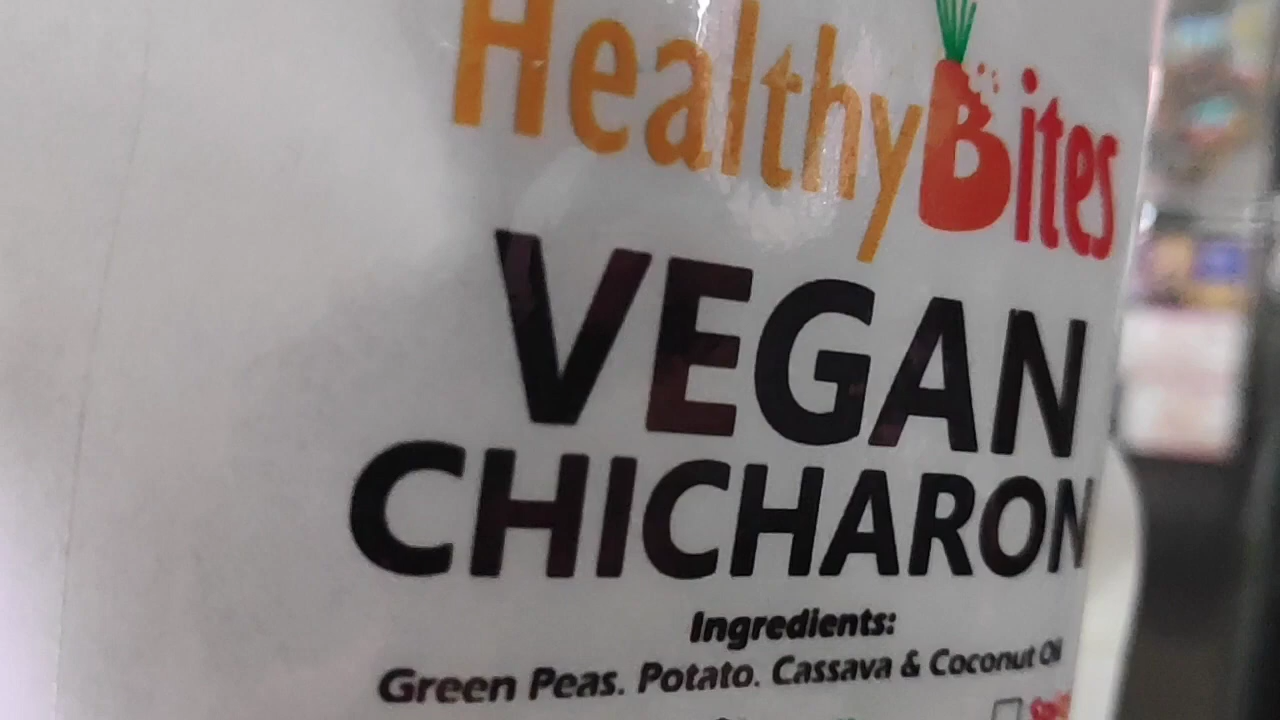 HealthyBites
VEGAN
CHICHARON
Ingredients:
Green Peas. Potato. Cassava & Coconut Oil